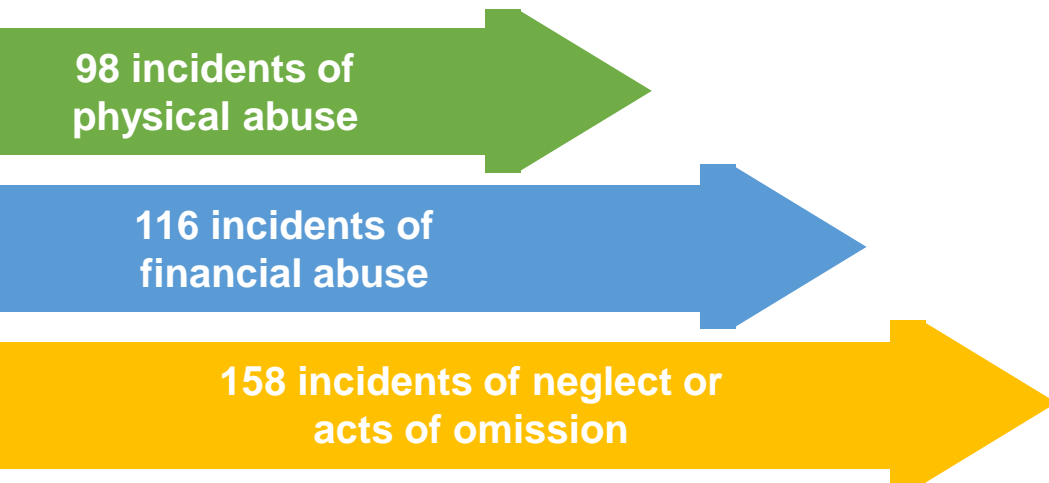 98 incidents of
physical abuse
116 incidents of
financial abuse
158 incidents of neglect or
acts of omission